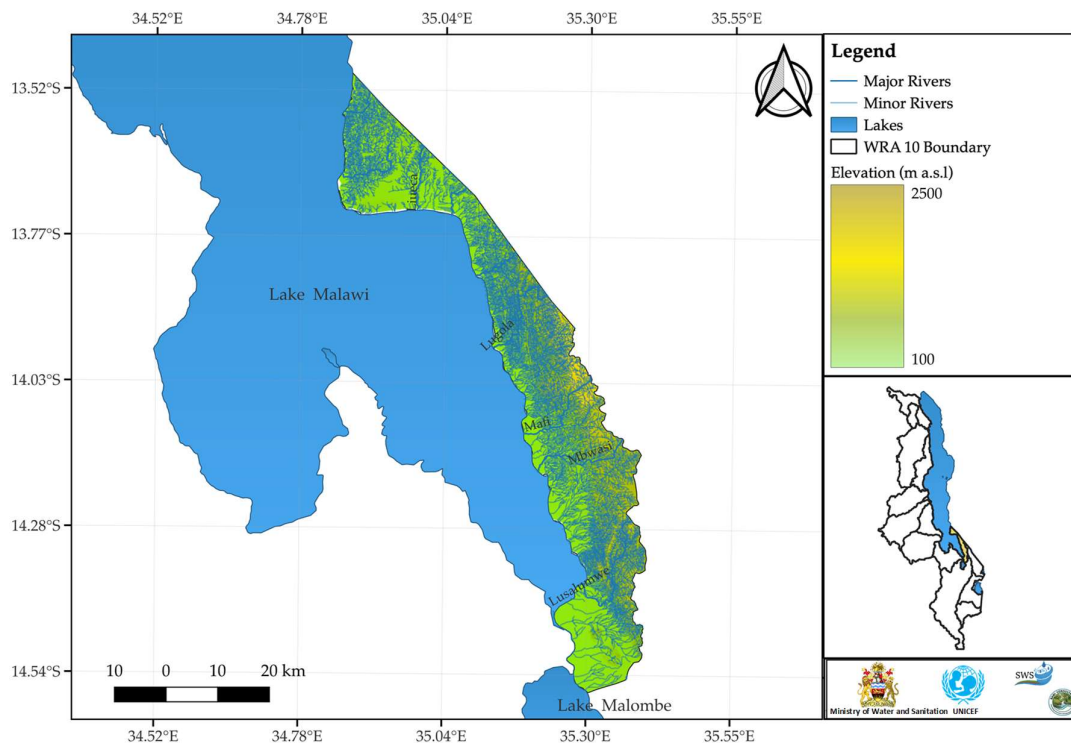 34.52°E 34.78°E 35.04°E 35.30°E 35.55°E
13.52°S
13.77°S
14.03°S
14.28°S
14.54°S
Lake Malawi
Lugula
Mali
Mbwasi
Lusalumwe
Lake Malombe
10 0 10 20 km
34.52°E 34.78°E 35.04°E 35.30°E 35.55°E
Legend
Major Rivers
Minor Rivers
Lakes
WRA 10 Boundary
Elevation (m a.s.l)
2500
100
Ministry of Water and Sanitation UNICEF
SWS